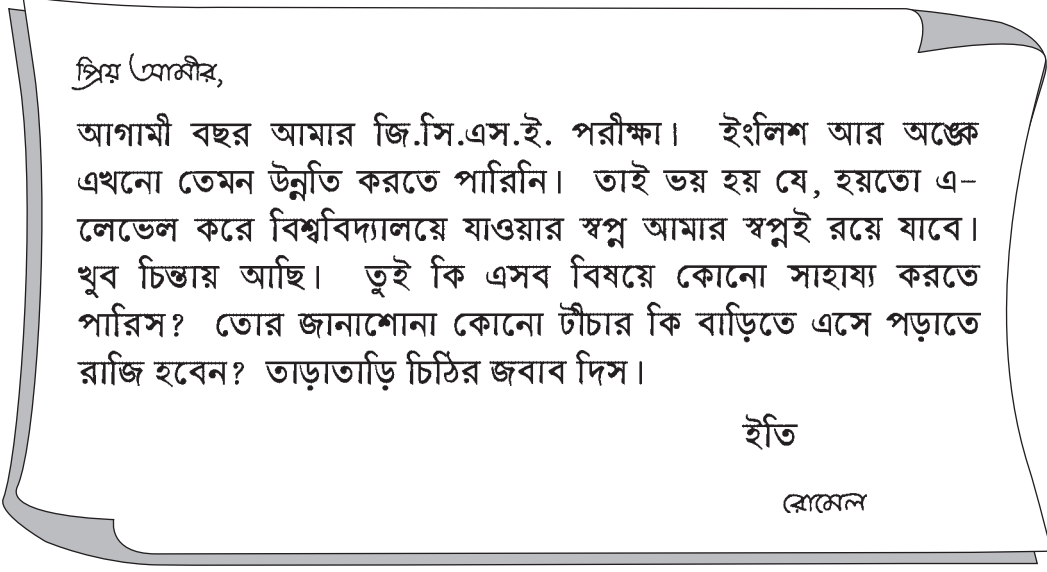 প্রিয় আমীর,
আগামী বছর আমার জি.সি.এস.ই. পরীক্ষা। ইংলিশ আর অঙ্কে
এখনো তেমন উন্নতি করতে পারিনি। তাই ভয় হয় যে, হয়তো এ-
লেভেল করে বিশ্ববিদ্যালয়ে যাওয়ার স্বপ্ন আমার স্বপ্নই রয়ে যাবে।
খুব চিন্তায় আছি। তুই কি এসব বিষয়ে কোনো সাহায্য করতে
পারিস? তোর জানাশোনা কোনো টীচার কি বাড়িতে এসে পড়াতে
রাজি হবেন? তাড়াতাড়ি চিঠির জবাব দিস।
ইতি
রোমেল